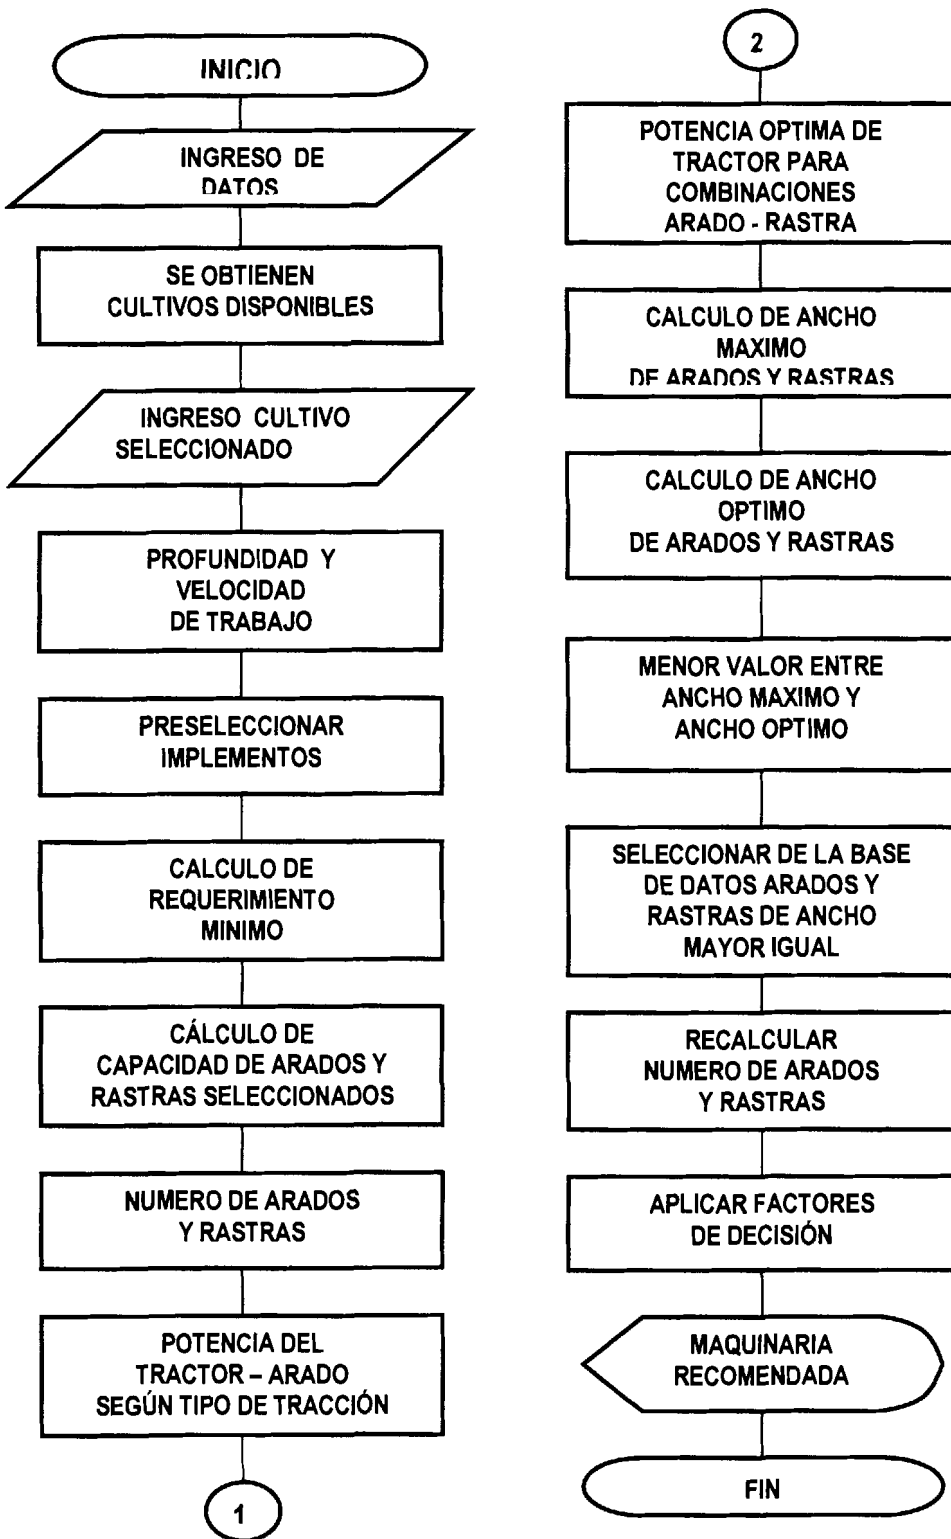 INICIO
INGRESO DE
DATOS
SE OBTIENEN
CULTIVOS DISPONIBLES
INGRESO CULTIVO
SELECCIONADO
PROFUNDIDAD Y
VELOCIDAD
DE TRABAJO
PRESELECCIONAR
IMPLEMENTOS
CALCULO DE
REQUERIMIENTO
MINIMO
CÁLCULO DE
CAPACIDAD DE ARADOS Y
RASTRAS SELECCIONADOS
NUMERO DE ARADOS
Y RASTRAS
POTENCIA DEL
TRACTOR – ARADO
SEGÚN TIPO DE TRACCIÓN
1
2
POTENCIA OPTIMA DE
TRACTOR PARA
COMBINACIONES
ARADO - RASTRA
CALCULO DE ANCHO
MAXIMO
DE ARADOS Y RASTRAS
CALCULO DE ANCHO
OPTIMO
DE ARADOS Y RASTRAS
MENOR VALOR ENTRE
ANCHO MAXIMO Y
ANCHO OPTIMO
SELECCIONAR DE LA BASE
DE DATOS ARADOS Y
RASTRAS DE ANCHO
MAYOR IGUAL
RECALCULAR
NUMERO DE ARADOS
Y RASTRAS
APLICAR FACTORES
DE DECISIÓN
MAQUINARIA
RECOMENDADA
FIN